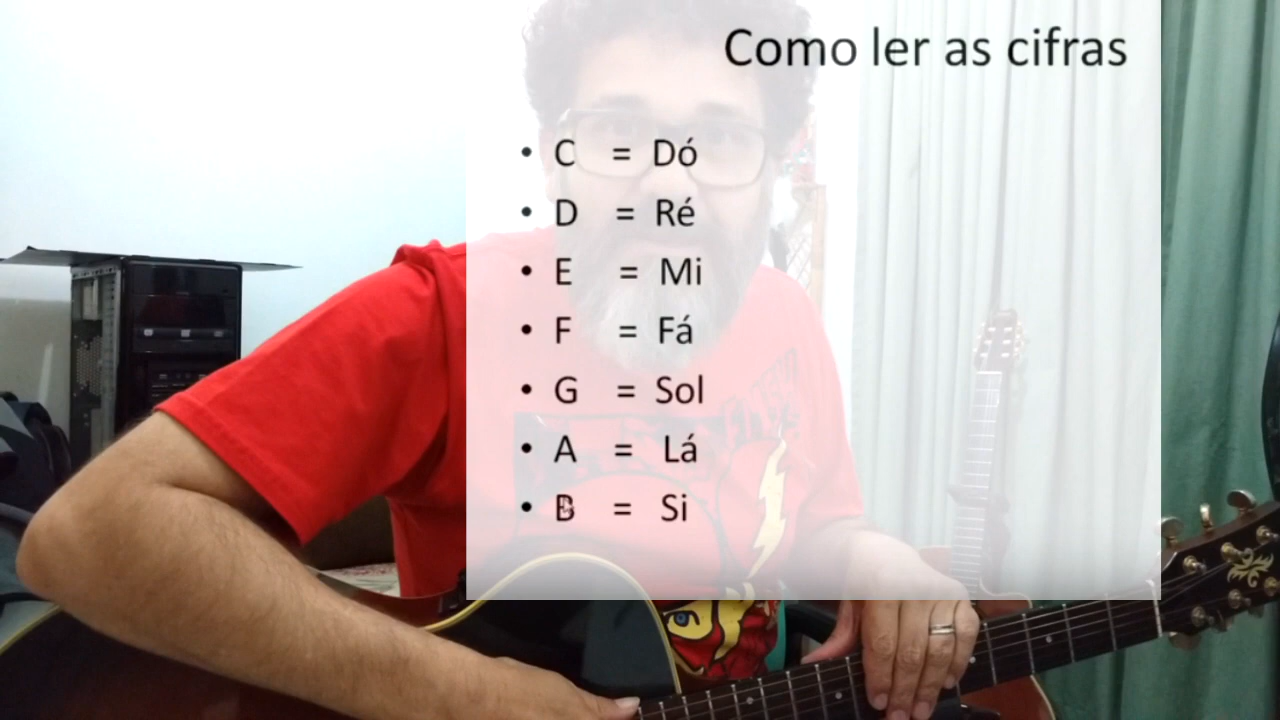 Como ler as cifras
• C = Dó
• D = Ré
• E = Mi
• F = Fá
• G = Sol
• A = Lá
• B = Si